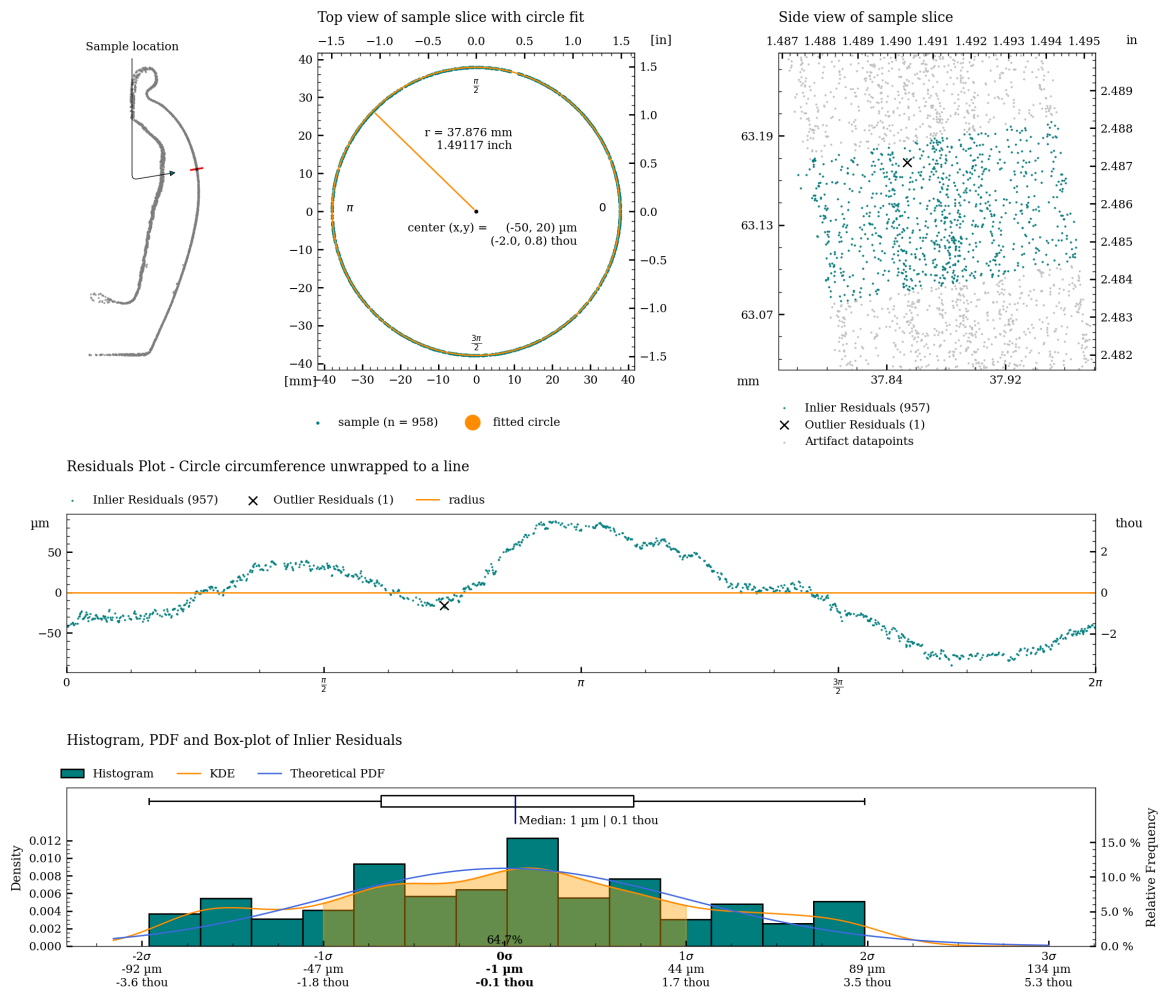 Sample location
Top view of sample slice with circle fit
−1.5 −1.0 −0.5 0.0 0.5 1.0 1.5 [in]
40
30
20
10
0
−10
−20
−30
−40
1.5
1.0
0.5
0.0
−0.5
−1.0
−1.5
π/2
r = 37.876 mm
1.49117 inch
π
0
center (x,y) = (-50, 20) µm
(-2.0, 0.8) thou
3π/2
[mm] −40 −30 −20 −10 0 10 20 30 40
sample (n = 958) fitted circle
Side view of sample slice
1.487 1.488 1.489 1.490 1.491 1.492 1.493 1.494 1.495 in
63.19
63.13
63.07
2.489
2.488
2.487
2.486
2.485
2.484
2.483
2.482
mm 37.84 37.92
Inlier Residuals (957)
Outlier Residuals (1)
Artifact datapoints
Residuals Plot - Circle circumference unwrapped to a line
Inlier Residuals (957) Outlier Residuals (1) radius
µm thou
50
0
−50
2
0
−2
0 π/2 π 3π/2 2π
Histogram, PDF and Box-plot of Inlier Residuals
Histogram KDE Theoretical PDF
Median: 1 µm | 0.1 thou
Density
0.012
0.010
0.008
0.006
0.004
0.002
0.000
Relative Frequency
15.0 %
10.0 %
5.0 %
0.0 %
64.7%
-2σ -1σ 0σ 1σ 2σ 3σ
-92 µm -47 µm -1 µm 44 µm 89 µm 134 µm
-3.6 thou -1.8 thou -0.1 thou 1.7 thou 3.5 thou 5.3 thou